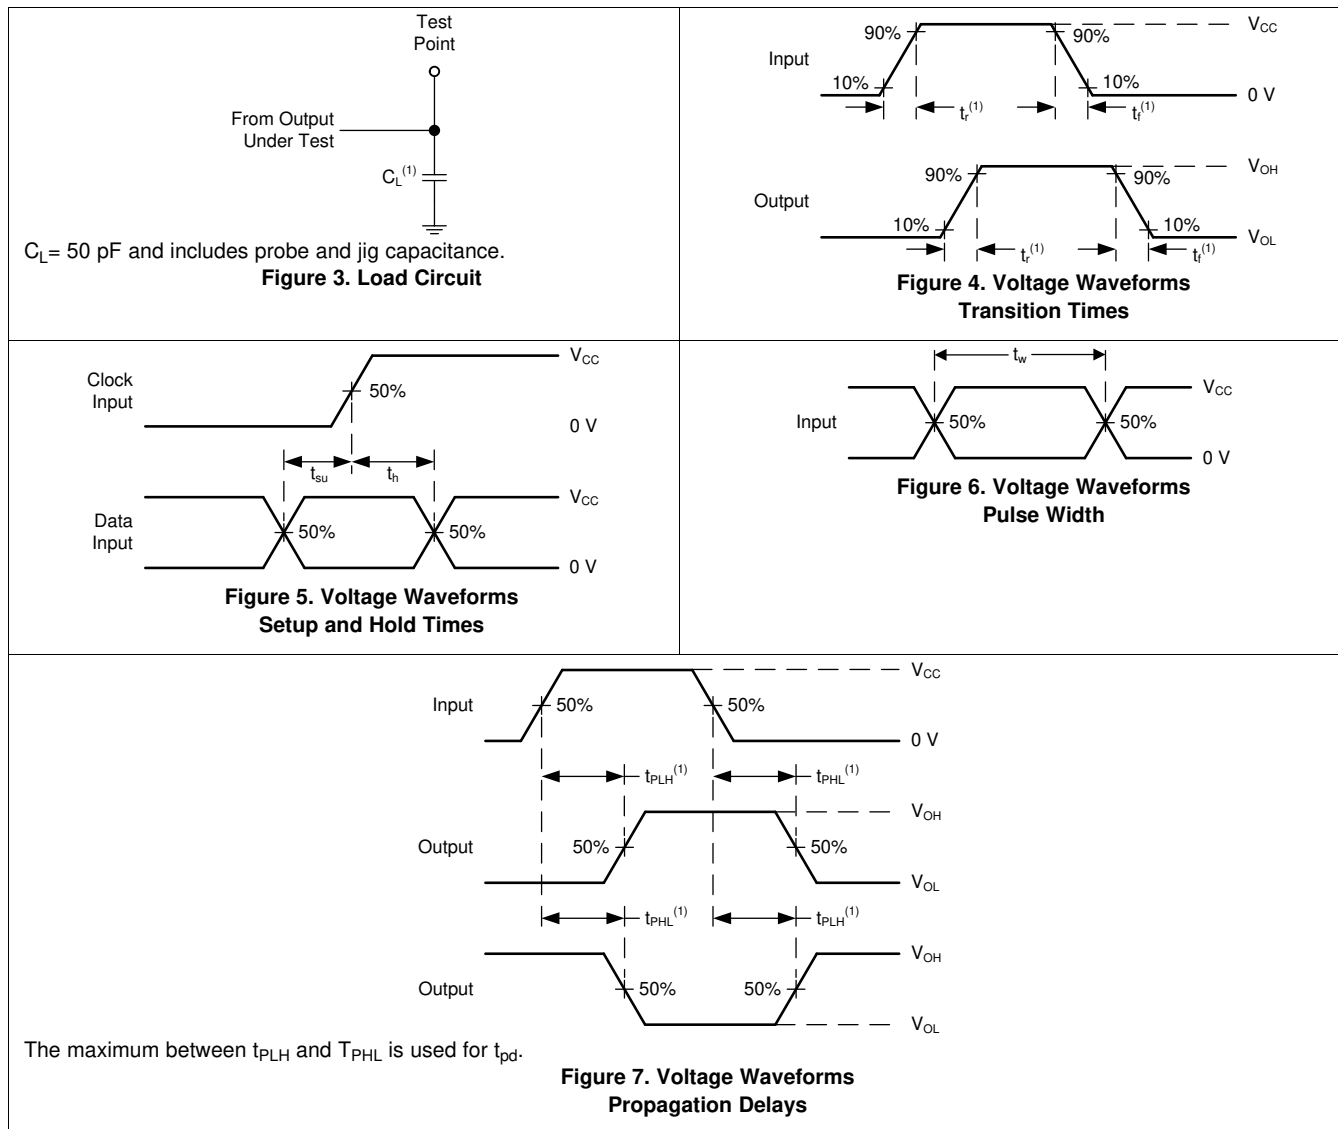 Test
Point
From Output
Under Test
CL(1)
CL= 50 pF and includes probe and jig capacitance.
Figure 3. Load Circuit
VCC
90%
90%
Input
10%
10%
0 V
tr(1)
tf(1)
VOH
90%
90%
Output
10%
10%
VOL
tr(1)
tf(1)
Figure 4. Voltage Waveforms
Transition Times
VCC
Clock
Input
50%
0 V
tsu
th
VCC
Data
Input
50%
50%
0 V
Figure 5. Voltage Waveforms
Setup and Hold Times
tw
VCC
Input
50%
50%
0 V
Figure 6. Voltage Waveforms
Pulse Width
VCC
Input
50%
50%
0 V
tPLH(1)
tPHL(1)
VOH
Output
50%
50%
VOL
tPHL(1)
tPLH(1)
VOH
Output
50%
50%
VOL
The maximum between tPLH and TPHL is used for tpd.
Figure 7. Voltage Waveforms
Propagation Delays